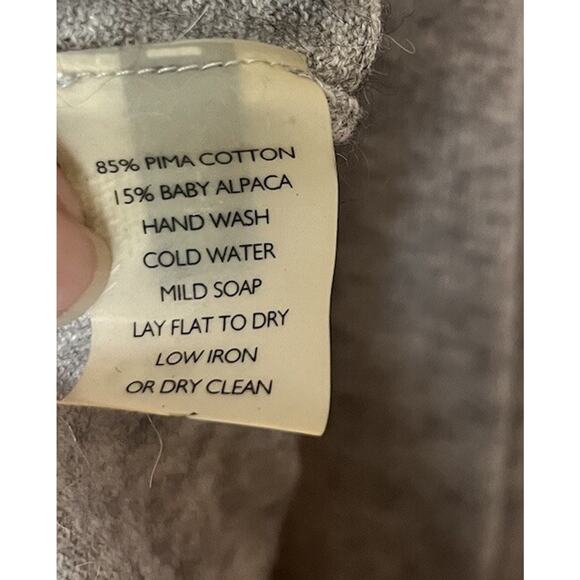 85% PIMA COTTON
15% BABY ALPACA
HAND WASH
COLD WATER
MILD SOAP
LAY FLAT TO DRY
LOW IRON
OR DRY CLEAN